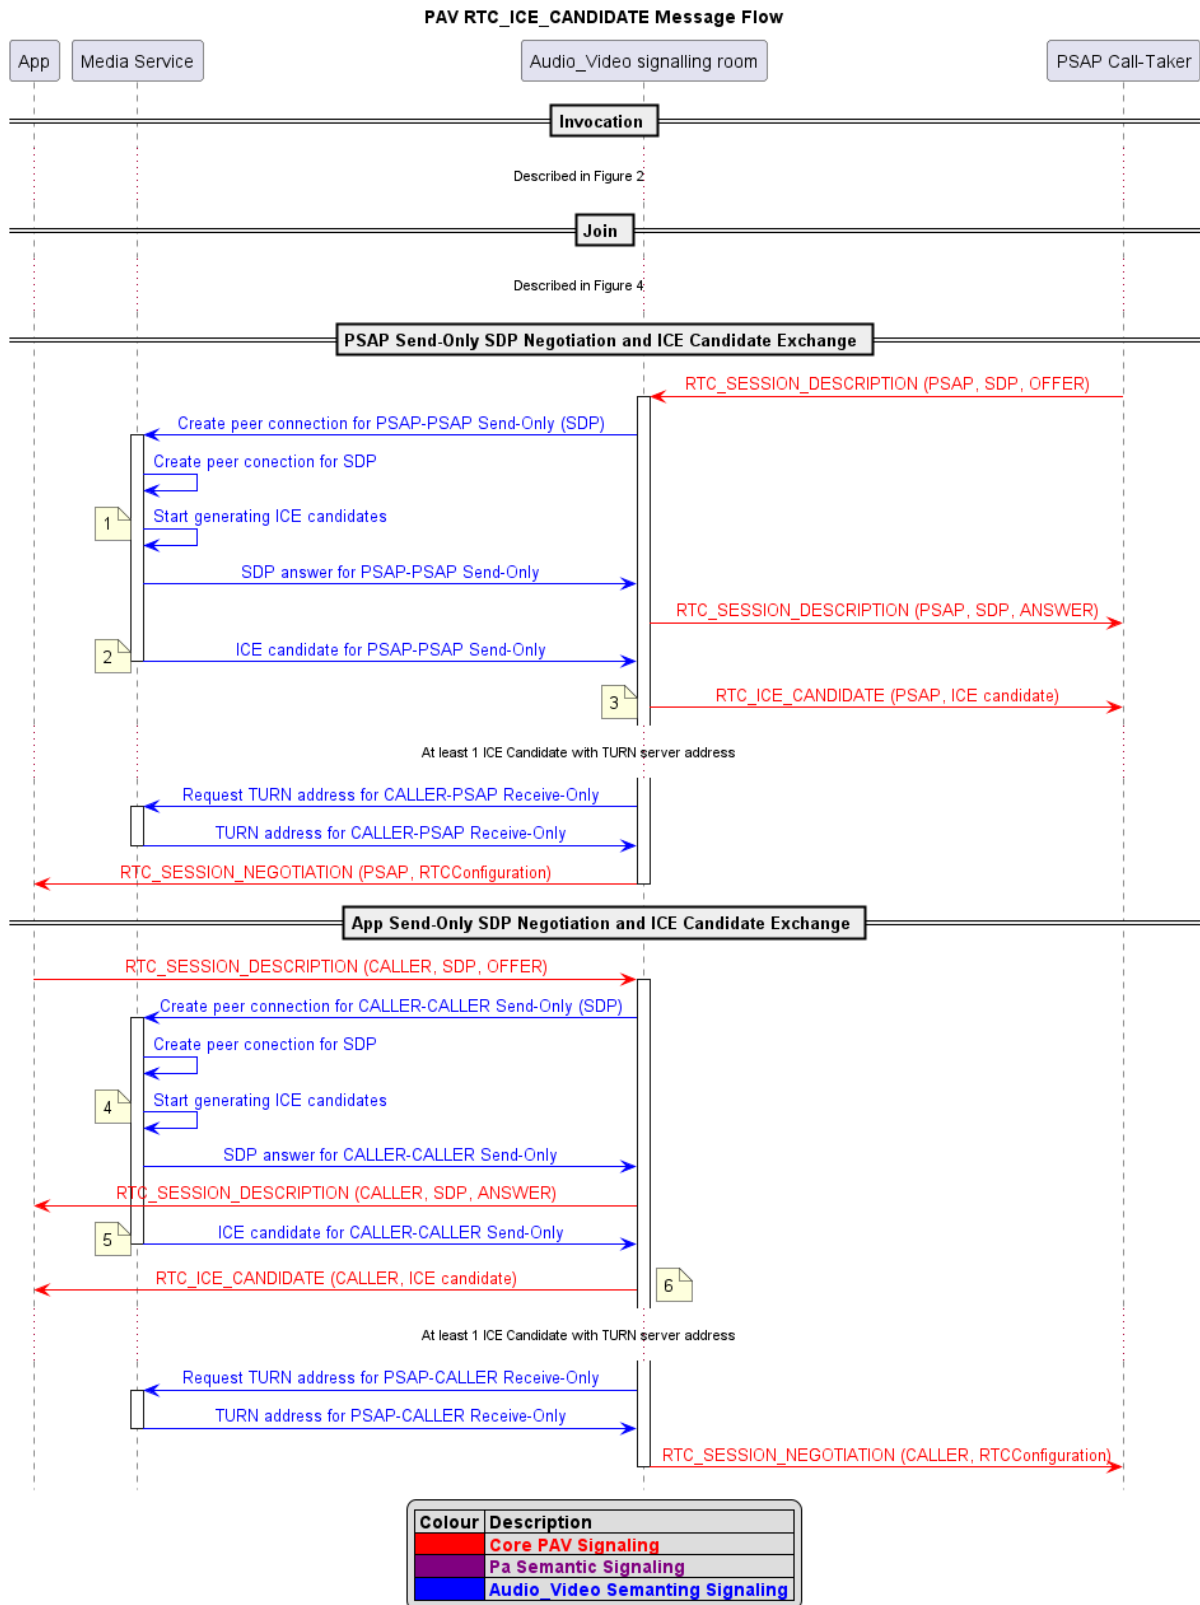 PAV RTC_ICE_CANDIDATE Message Flow
App
Media Service
Audio_Video signalling room
PSAP Call-Taker
Invocation
Described in Figure 2
Join
Described in Figure 4
PSAP Send-Only SDP Negotiation and ICE Candidate Exchange
RTC_SESSION_DESCRIPTION (PSAP, SDP, OFFER)
Create peer connection for PSAP-PSAP Send-Only (SDP)
Create peer conection for SDP
1
Start generating ICE candidates
SDP answer for PSAP-PSAP Send-Only
RTC_SESSION_DESCRIPTION (PSAP, SDP, ANSWER)
2
ICE candidate for PSAP-PSAP Send-Only
3
RTC_ICE_CANDIDATE (PSAP, ICE candidate)
At least 1 ICE Candidate with TURN server address
Request TURN address for CALLER-PSAP Receive-Only
TURN address for CALLER-PSAP Receive-Only
RTC_SESSION_NEGOTIATION (PSAP, RTCConfiguration)
App Send-Only SDP Negotiation and ICE Candidate Exchange
RTC_SESSION_DESCRIPTION (CALLER, SDP, OFFER)
Create peer connection for CALLER-CALLER Send-Only (SDP)
Create peer conection for SDP
4
Start generating ICE candidates
SDP answer for CALLER-CALLER Send-Only
RTC_SESSION_DESCRIPTION (CALLER, SDP, ANSWER)
5
ICE candidate for CALLER-CALLER Send-Only
RTC_ICE_CANDIDATE (CALLER, ICE candidate)
6
At least 1 ICE Candidate with TURN server address
Request TURN address for PSAP-CALLER Receive-Only
TURN address for PSAP-CALLER Receive-Only
RTC_SESSION_NEGOTIATION (CALLER, RTCConfiguration)
Colour Description
Core PAV Signaling
Pa Semantic Signaling
Audio_Video Semanting Signaling